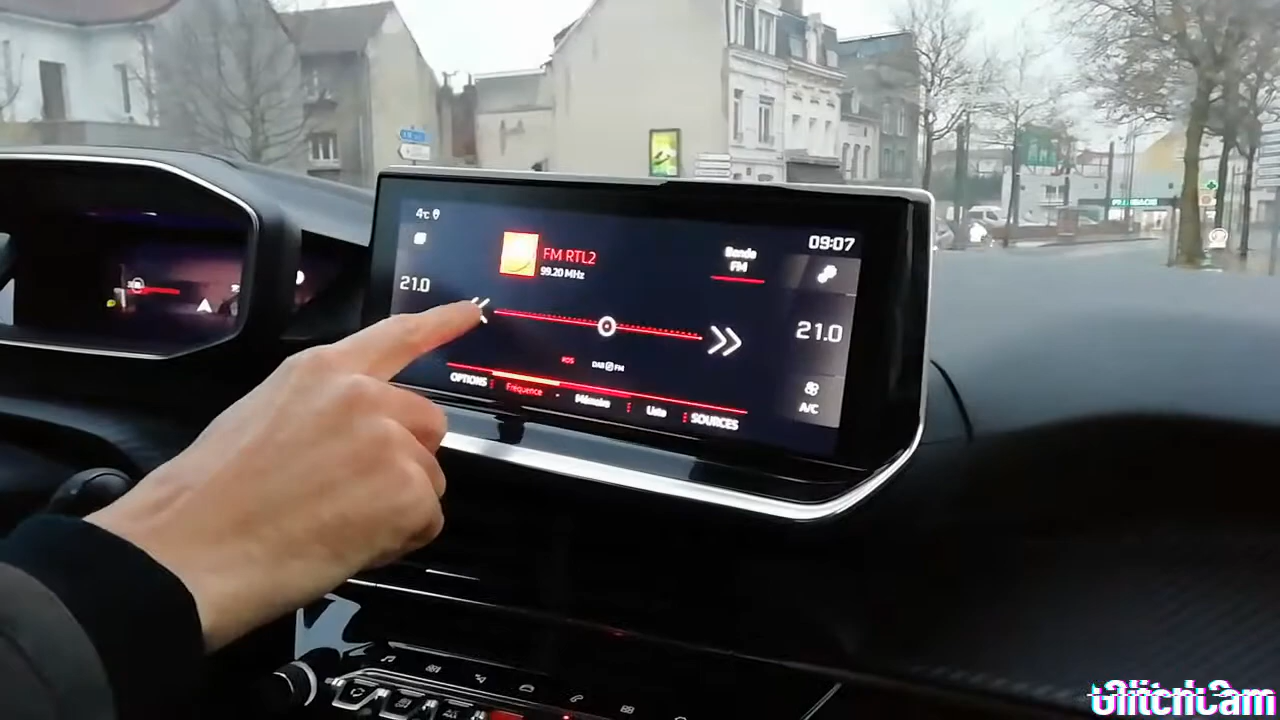 4°C
09:07
FM RTL2
99.20 MHz
Bande
FM
21.0
21.0
RDS
DAB FM
OPTIONS
Fréquence
Mémoire
Liste
SOURCES
A/C
GlitchCam